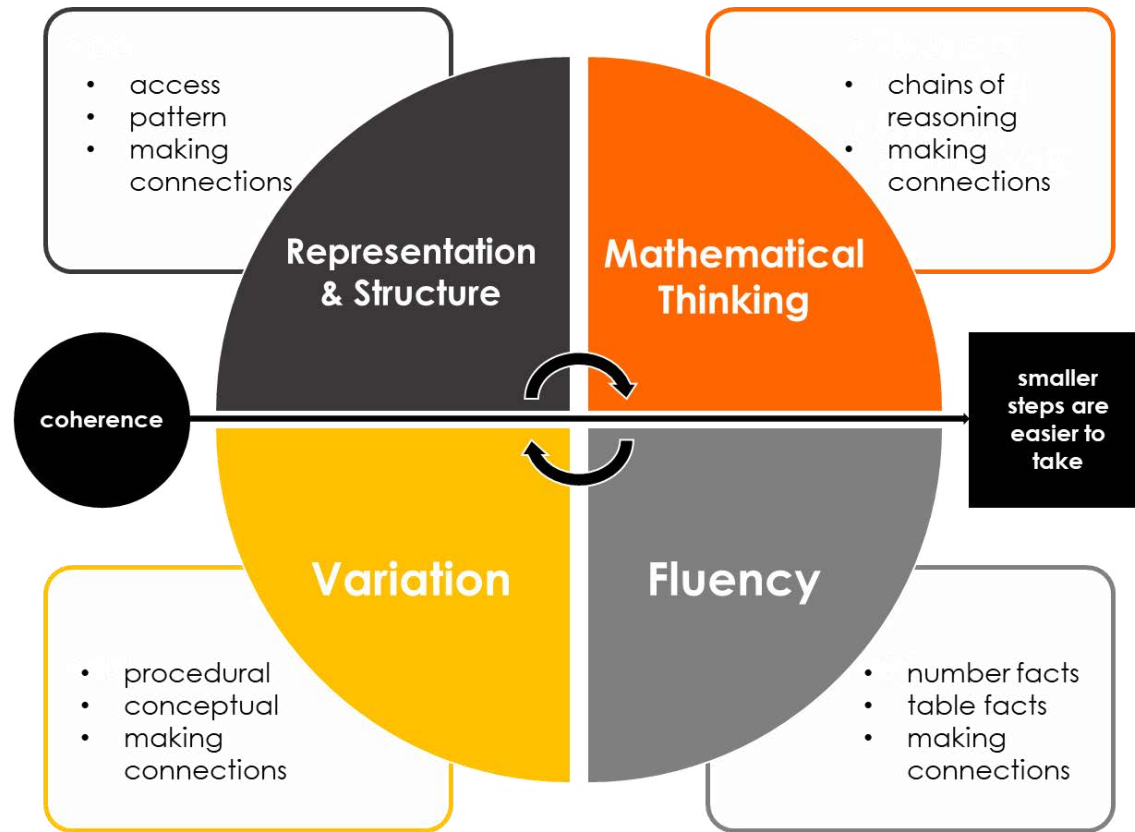 • access
• pattern
• making
connections
• chains of
reasoning
• making
connections
Representation
& Structure
Mathematical
Thinking
coherence
smaller
steps are
easier to
take
Variation
Fluency
• procedural
• conceptual
• making
connections
• number facts
• table facts
• making
connections